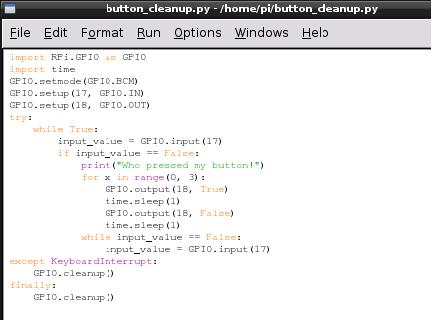 button_cleanup.py - /home/pi/button_cleanup.py
File Edit Format Run Options Windows Help
import RPi.GPIO as GPIO
import time
GPIO.setmode(GPIO.BCM)
GPIO.setup(17, GPIO.IN)
GPIO.setup(18, GPIO.OUT)
try:
    while True:
        input_value = GPIO.input(17)
        if input_value == False:
            print("Who pressed my button!")
            for x in range(0, 3):
                GPIO.output(18, True)
                time.sleep(1)
                GPIO.output(18, False)
                time.sleep(1)
            while input_value == False:
                input_value = GPIO.input(17)
except KeyboardInterrupt:
    GPIO.cleanup()
finally:
    GPIO.cleanup()